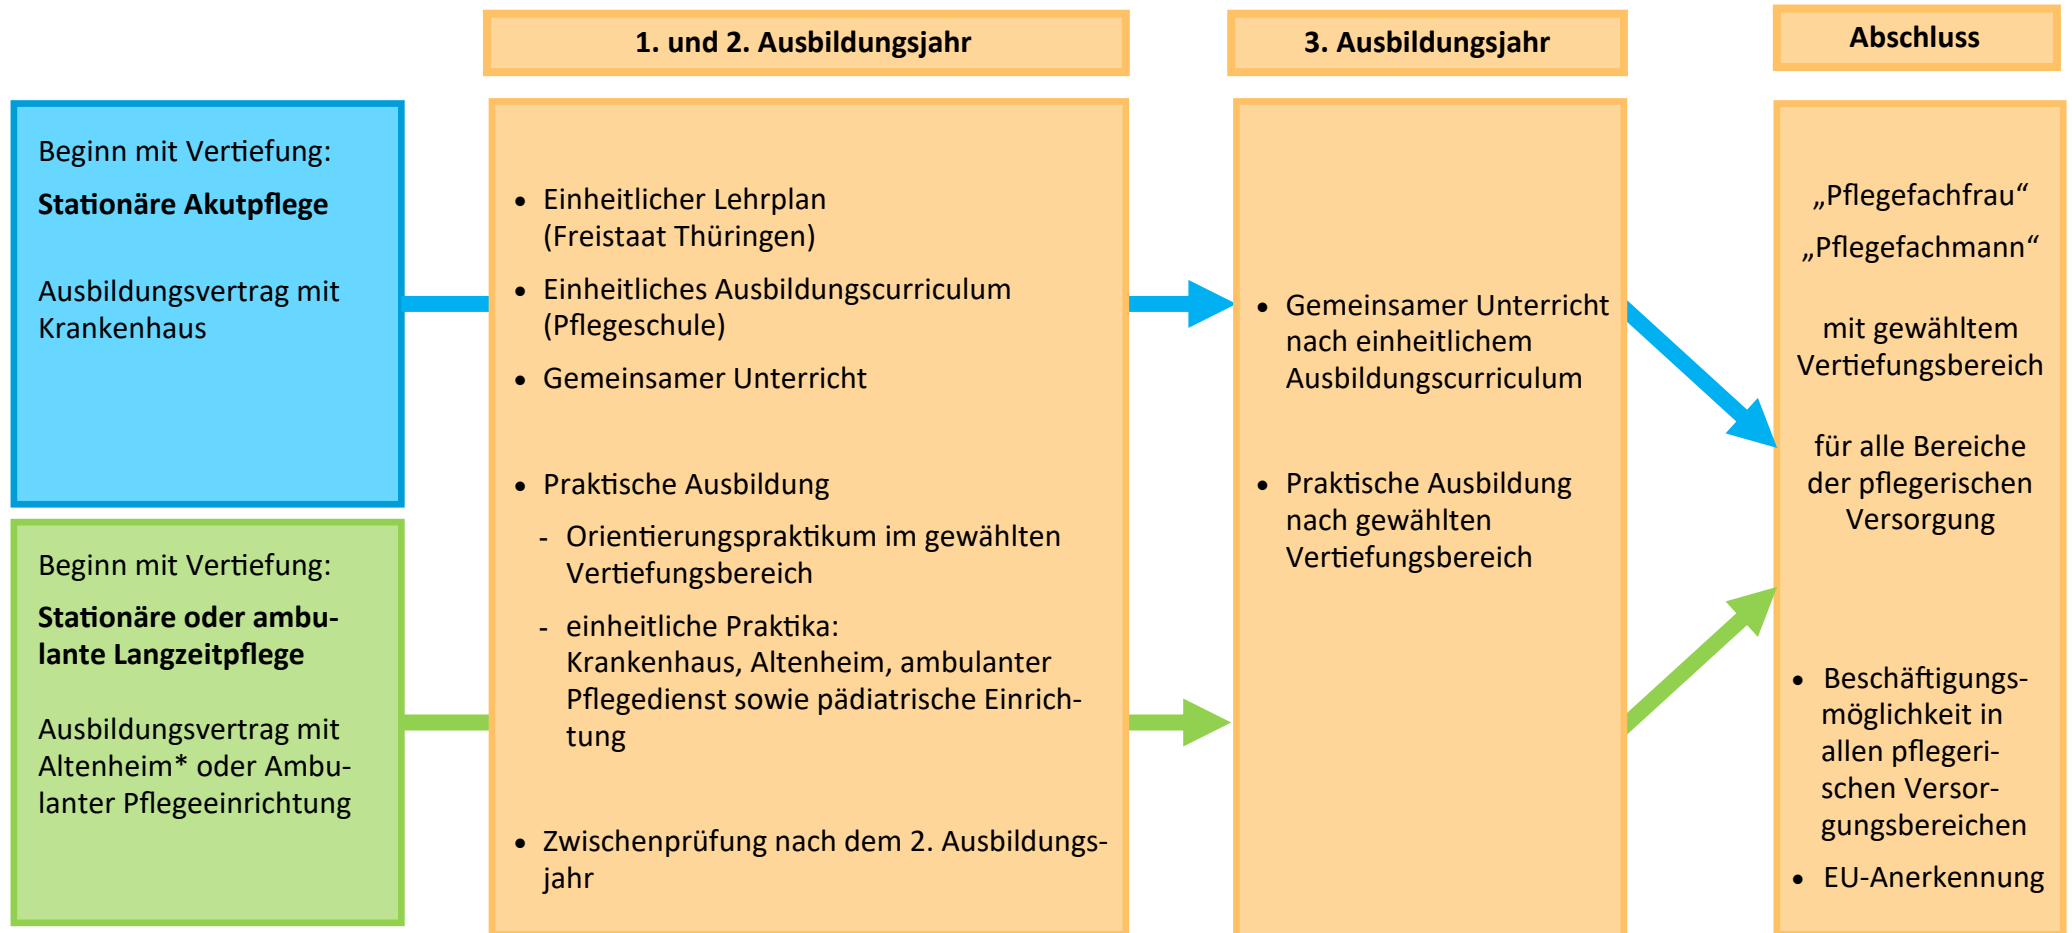 1. und 2. Ausbildungsjahr
3. Ausbildungsjahr
Abschluss
Beginn mit Vertiefung:
Stationäre Akutpflege
Ausbildungsvertrag mit
Krankenhaus
Beginn mit Vertiefung:
Stationäre oder ambu-
lante Langzeitpflege
Ausbildungsvertrag mit
Altenheim* oder Ambu-
lanter Pflegeeinrichtung
• Einheitlicher Lehrplan
(Freistaat Thüringen)
• Einheitliches Ausbildungscurriculum
(Pflegeschule)
• Gemeinsamer Unterricht
• Praktische Ausbildung
- Orientierungspraktikum im gewählten
Vertiefungsbereich
- einheitliche Praktika:
Krankenhaus, Altenheim, ambulanter
Pflegedienst sowie pädiatrische Einrich-
tung
• Zwischenprüfung nach dem 2. Ausbildungs-
jahr
• Gemeinsamer Unterricht
nach einheitlichem
Ausbildungscurriculum
• Praktische Ausbildung
nach gewählten
Vertiefungsbereich
„Pflegefachfrau“
„Pflegefachmann“
mit gewähltem
Vertiefungsbereich
für alle Bereiche
der pflegerischen
Versorgung
• Beschäftigungs-
möglichkeit in
allen pflegeri-
schen Versor-
gungsbereichen
• EU-Anerkennung